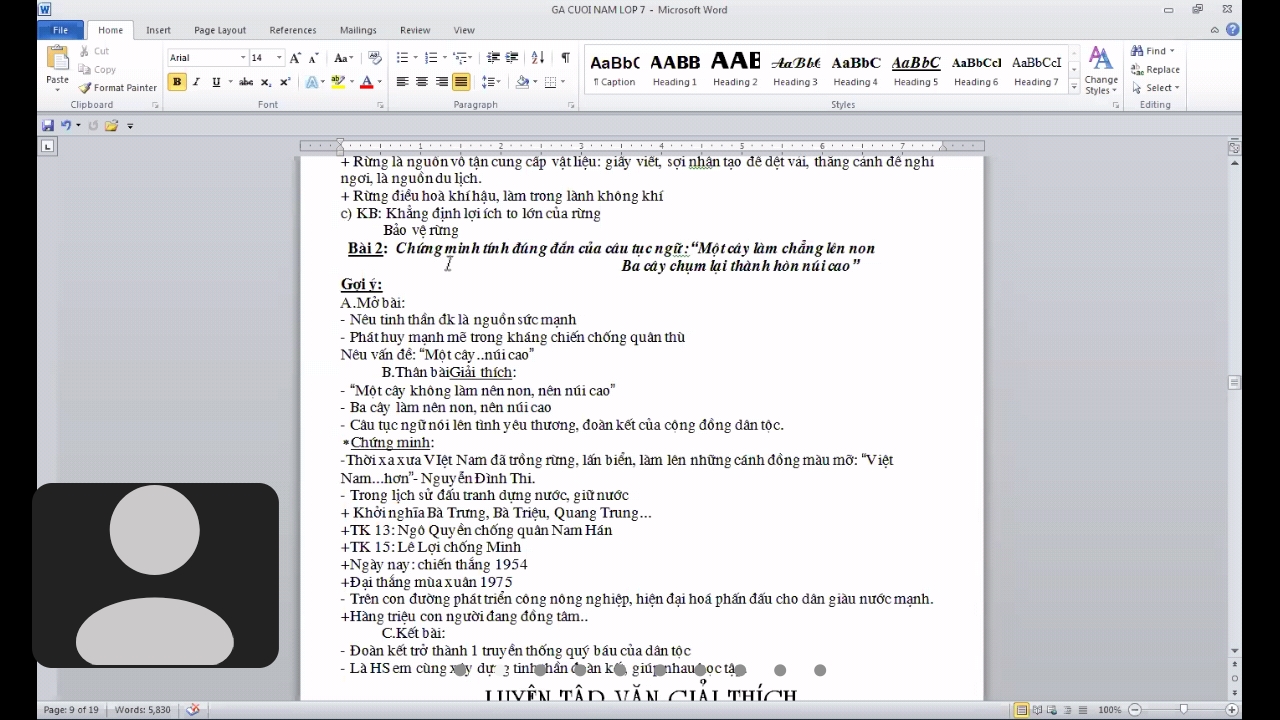 GA CUOI NAM LOP 7 - Microsoft Word
File Home Insert Page Layout References Mailings Review View
Paste Cut Copy Format Painter
Arial 14
AaBbC AABB AAB AaBbC AaBbC AaBbC AaBbCcI AaBbCcI
¶ Caption Heading 1 Heading 2 Heading 3 Heading 4 Heading 5 Heading 6 Heading 7
Change Styles
Find Replace Select
Clipboard Font Paragraph Styles Editing
1 2 3 4 5 6 7
+ Rừng là nguồn vô tận cung cấp vật liệu: giấy viết, sợi nhân tạo để dệt vải, thắng cảnh để nghỉ
ngơi, là nguồn du lịch.
+ Rừng điều hoà khí hậu, làm trong lành không khí
c) KB: Khẳng định lợi ích to lớn của rừng
Bảo vệ rừng
Bài 2: Chứng minh tính đúng đắn của câu tục ngữ:“Một cây làm chẳng lên non
Ba cây chụm lại thành hòn núi cao”
Gợi ý:
A.Mở bài:
- Nêu tinh thần đk là nguồn sức mạnh
- Phát huy mạnh mẽ trong kháng chiến chống quân thù
Nêu vấn đề: “Một cây..núi cao”
B.Thân bàiGiải thích:
- “Một cây không làm nên non, nên núi cao”
- Ba cây làm nên non, nên núi cao
- Câu tục ngữ nói lên tình yêu thương, đoàn kết của cộng đồng dân tộc.
*Chứng minh:
-Thời xa xưa VIệt Nam đã trồng rừng, lấn biển, làm lên những cánh đồng màu mỡ: “Việt
Nam...hơn”- Nguyễn Đình Thi.
- Trong lịch sử đấu tranh dựng nước, giữ nước
+ Khởi nghĩa Bà Trưng, Bà Triệu, Quang Trung...
+TK 13: Ngô Quyền chống quân Nam Hán
+TK 15: Lê Lợi chống Minh
+Ngày nay: chiến thắng 1954
+Đại thắng mùa xuân 1975
- Trên con đường phát triển công nông nghiệp, hiện đại hoá phấn đấu cho dân giàu nước mạnh.
+Hàng triệu con người đang đồng tâm..
C.Kết bài:
- Đoàn kết trở thành 1 truyền thống quý báu của dân tộc
- Là HS em cùng xây dựng tinh thần đoàn kết, giúp nhau học tập
LUYỆN TẬP VĂN GIẢI THÍCH
Page: 9 of 19 Words: 5,830 100%